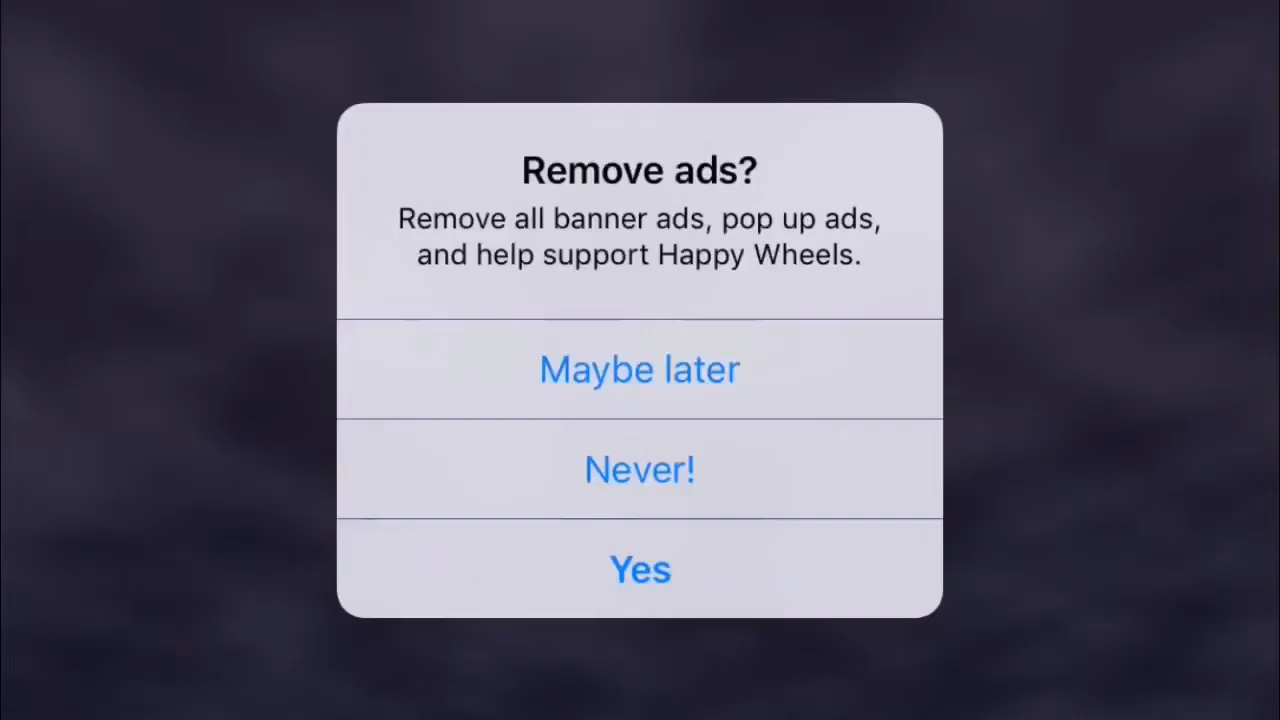 Remove ads?
Remove all banner ads, pop up ads,
and help support Happy Wheels.
Maybe later
Never!
Yes